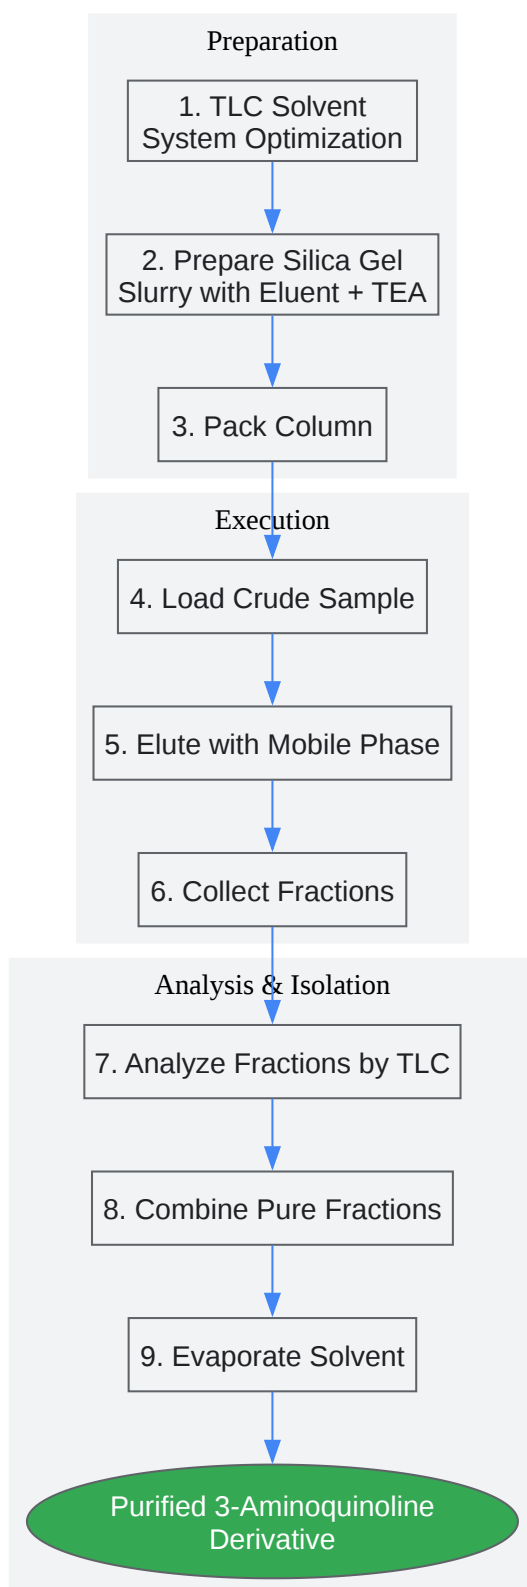 Preparation
1. TLC Solvent
System Optimization
2. Prepare Silica Gel
Slurry with Eluent + TEA
3. Pack Column
Execution
4. Load Crude Sample
5. Elute with Mobile Phase
6. Collect Fractions
Analysis & Isolation
7. Analyze Fractions by TLC
8. Combine Pure Fractions
9. Evaporate Solvent
Purified 3-Aminoquinoline
Derivative